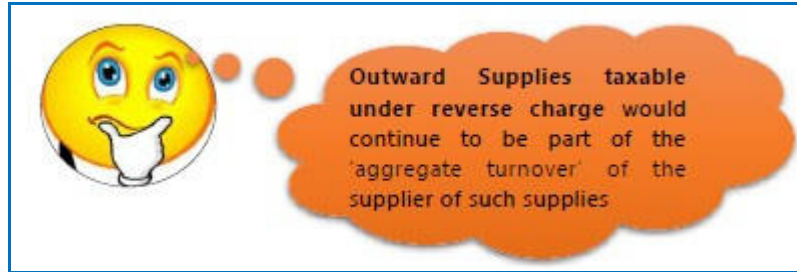 Outward Supplies taxable
under reverse charge would
continue to be part of the
'aggregate turnover' of the
supplier of such supplies